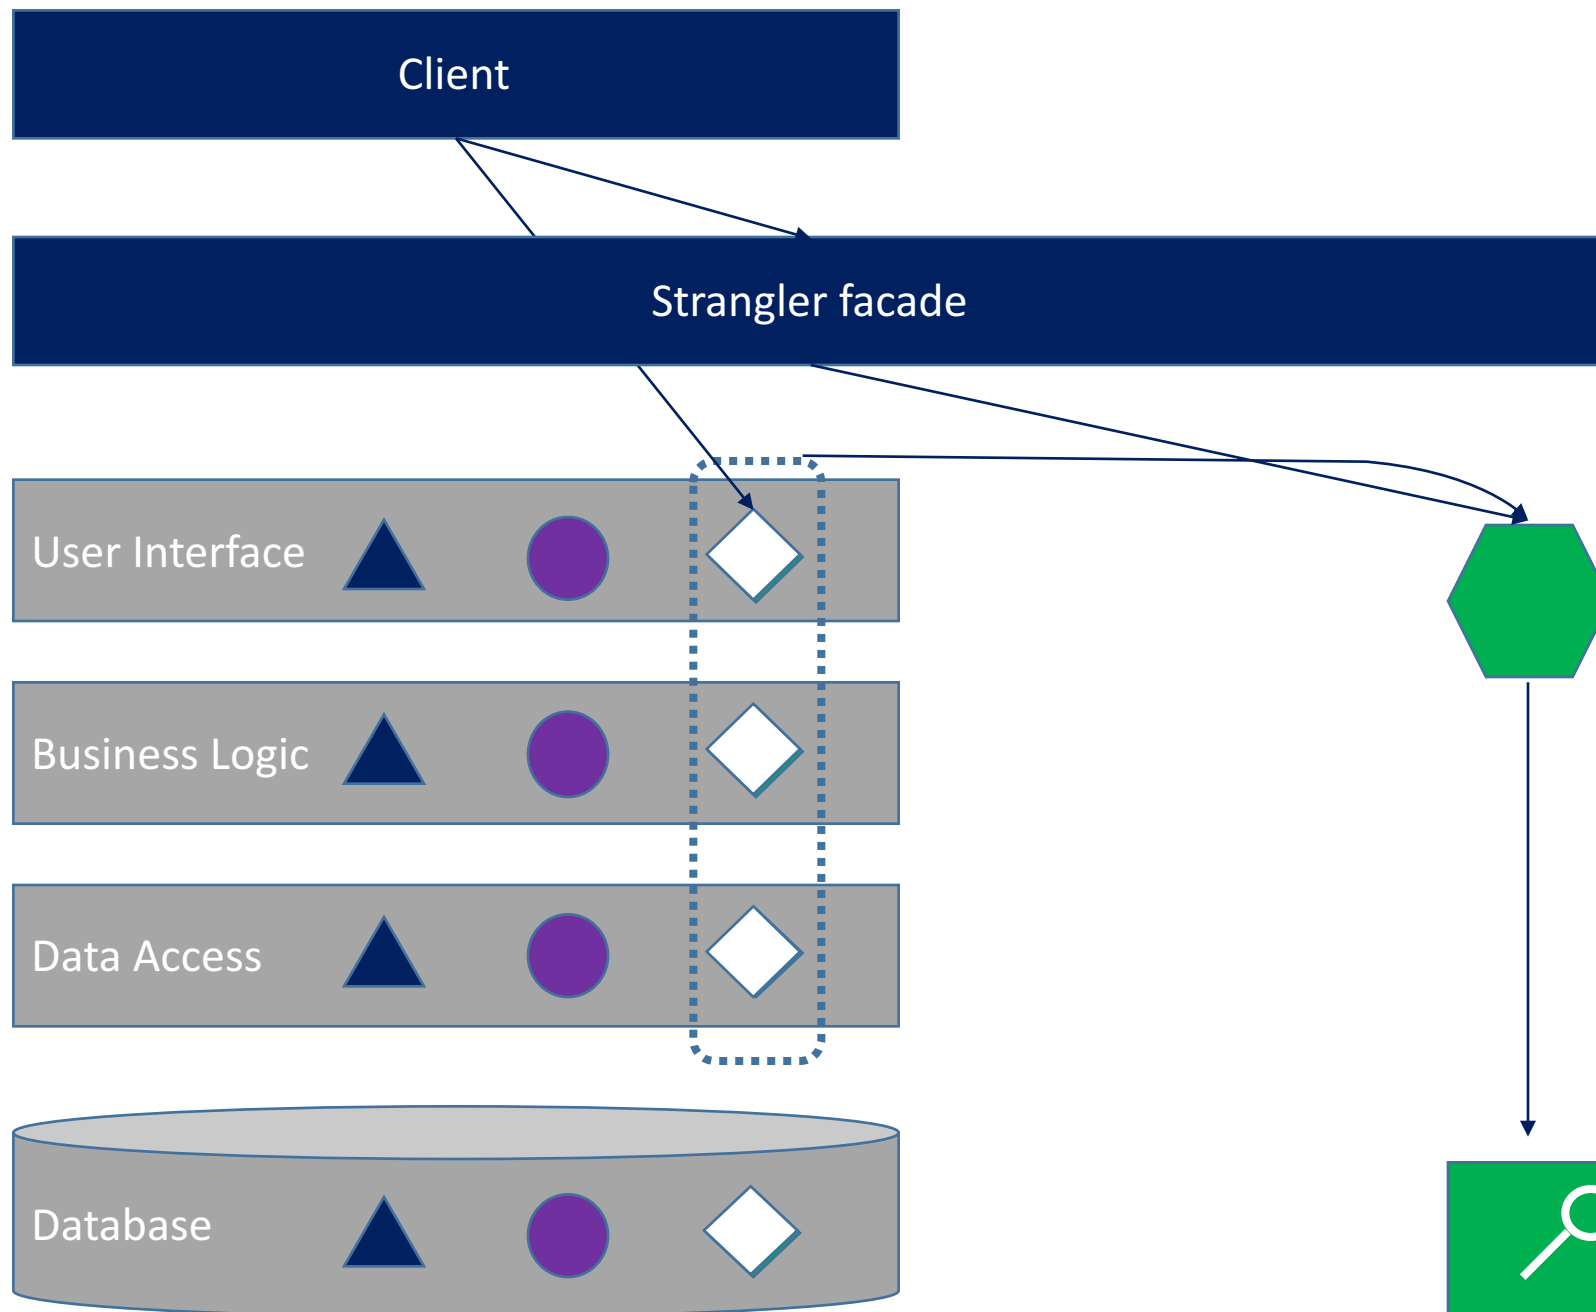 Client
Strangler facade
User Interface
Business Logic
Data Access
Database